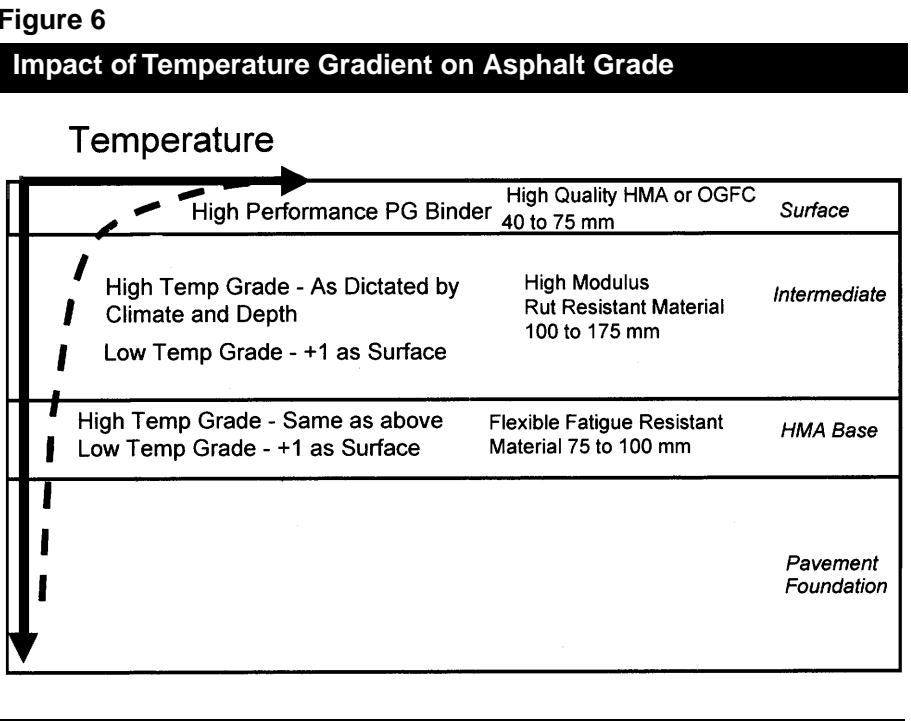 Figure 6
Impact of Temperature Gradient on Asphalt Grade
Temperature
High Performance PG Binder
High Quality HMA or OGFC
40 to 75 mm
Surface
High Temp Grade - As Dictated by
Climate and Depth
Low Temp Grade - +1 as Surface
High Modulus
Rut Resistant Material
100 to 175 mm
Intermediate
High Temp Grade - Same as above
Low Temp Grade - +1 as Surface
Flexible Fatigue Resistant
Material 75 to 100 mm
HMA Base
Pavement
Foundation